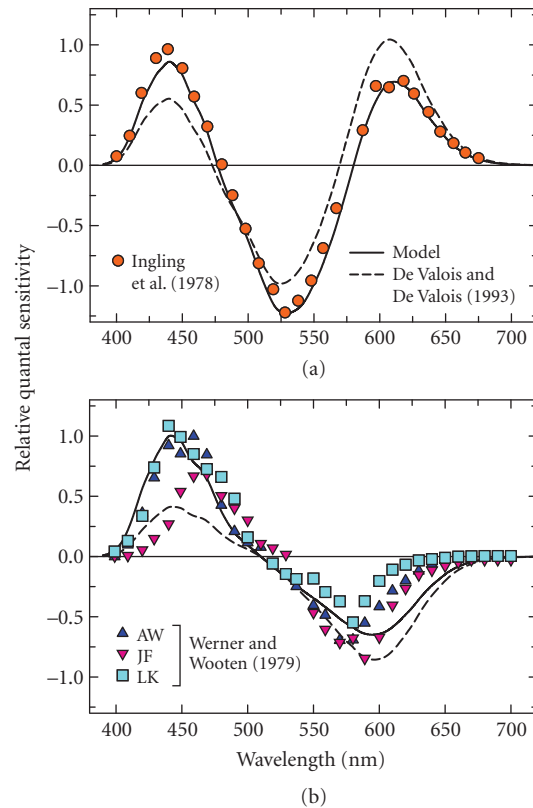 1.0
0.5
0.0
−0.5
−1.0
Ingling
et al. (1978)
Model
De Valois and
De Valois (1993)
400 450 500 550 600 650 700
(a)
Relative quantal sensitivity
1.0
0.5
0.0
−0.5
−1.0
AW
JF
LK
Werner and
Wooten (1979)
400 450 500 550 600 650 700
Wavelength (nm)
(b)